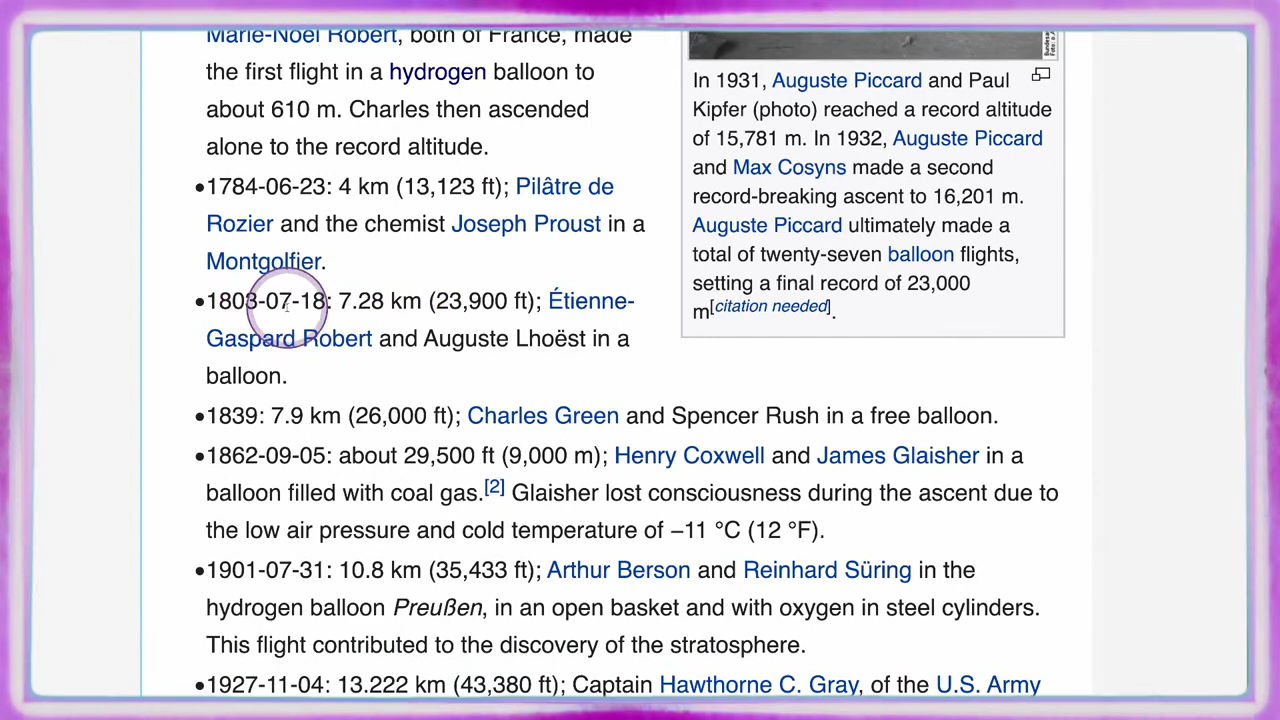 Marie-Noël Robert, both of France, made
the first flight in a hydrogen balloon to
about 610 m. Charles then ascended
alone to the record altitude.
•1784-06-23: 4 km (13,123 ft); Pilâtre de
Rozier and the chemist Joseph Proust in a
Montgolfier.
•1803-07-18: 7.28 km (23,900 ft); Étienne-
Gaspard Robert and Auguste Lhoëst in a
balloon.
•1839: 7.9 km (26,000 ft); Charles Green and Spencer Rush in a free balloon.
•1862-09-05: about 29,500 ft (9,000 m); Henry Coxwell and James Glaisher in a
balloon filled with coal gas.[2] Glaisher lost consciousness during the ascent due to
the low air pressure and cold temperature of −11 °C (12 °F).
•1901-07-31: 10.8 km (35,433 ft); Arthur Berson and Reinhard Süring in the
hydrogen balloon Preußen, in an open basket and with oxygen in steel cylinders.
This flight contributed to the discovery of the stratosphere.
•1927-11-04: 13.222 km (43,380 ft); Captain Hawthorne C. Gray, of the U.S. Army
In 1931, Auguste Piccard and Paul
Kipfer (photo) reached a record altitude
of 15,781 m. In 1932, Auguste Piccard
and Max Cosyns made a second
record-breaking ascent to 16,201 m.
Auguste Piccard ultimately made a
total of twenty-seven balloon flights,
setting a final record of 23,000
m[citation needed].